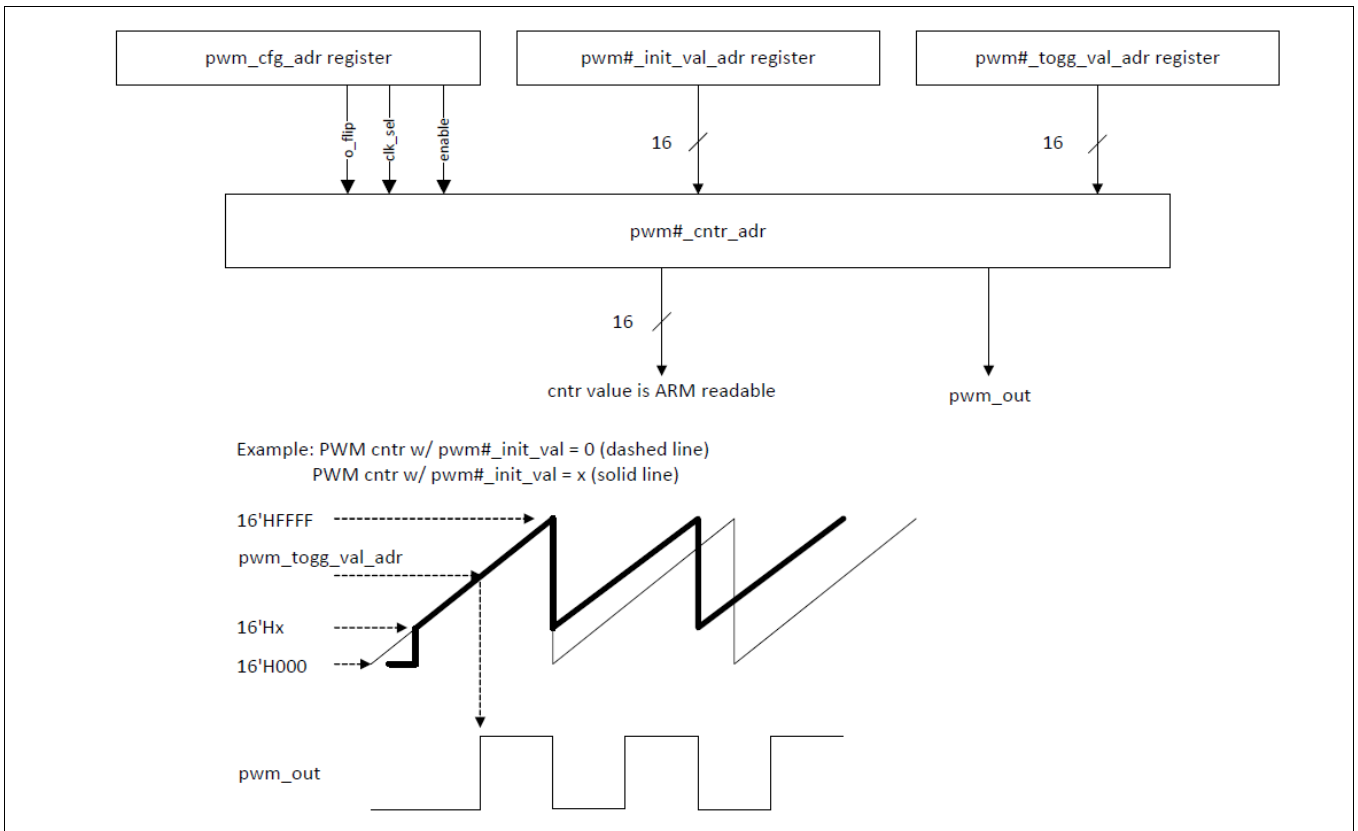 pwm_cfg_adr register
pwm#_init_val_adr register
pwm#_togg_val_adr register
o_flip
clk_sel
enable
16
16
pwm#_cntr_adr
16
cntr value is ARM readable
pwm_out
Example: PWM cntr w/ pwm#_init_val = 0 (dashed line)
PWM cntr w/ pwm#_init_val = x (solid line)
16'HFFFF
pwm_togg_val_adr
16'Hx
16'H000
pwm_out